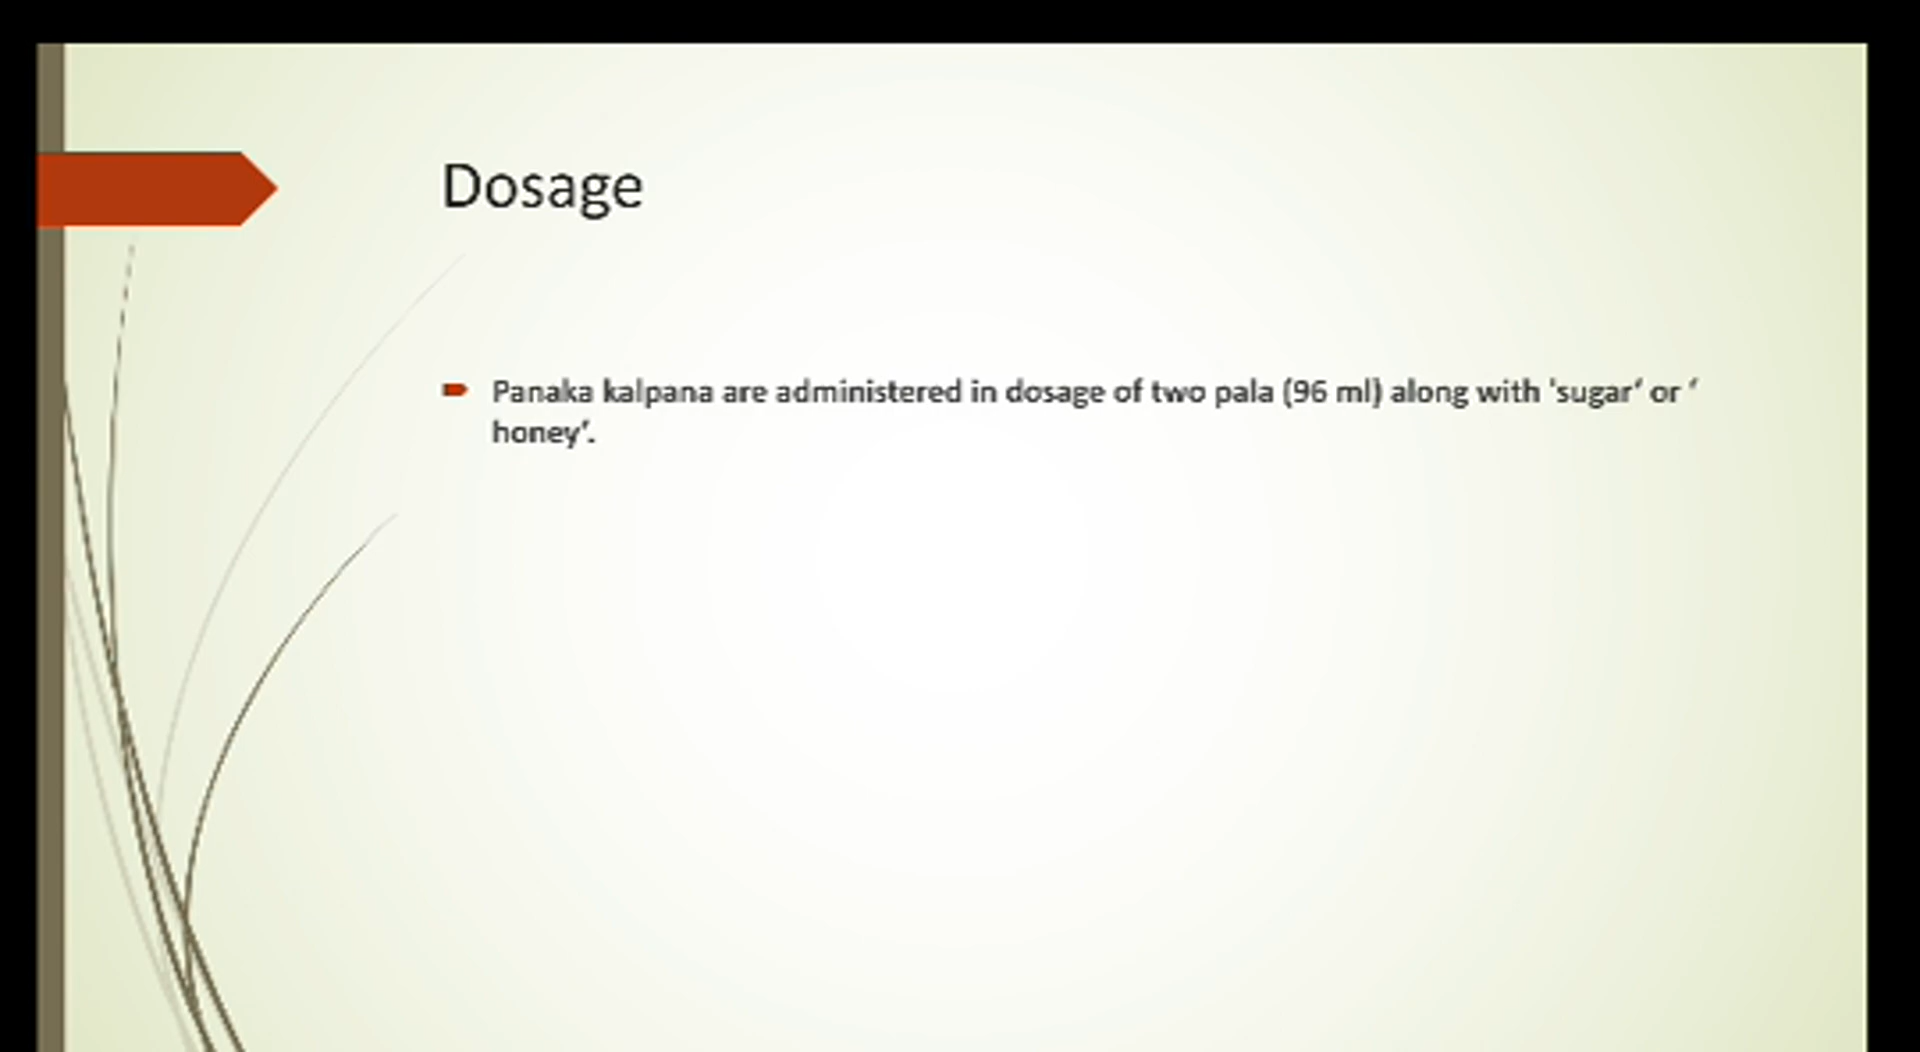 Dosage
Panaka kalpana are administered in dosage of two pala (96 ml) along with 'sugar‘ or ‘
honey’.